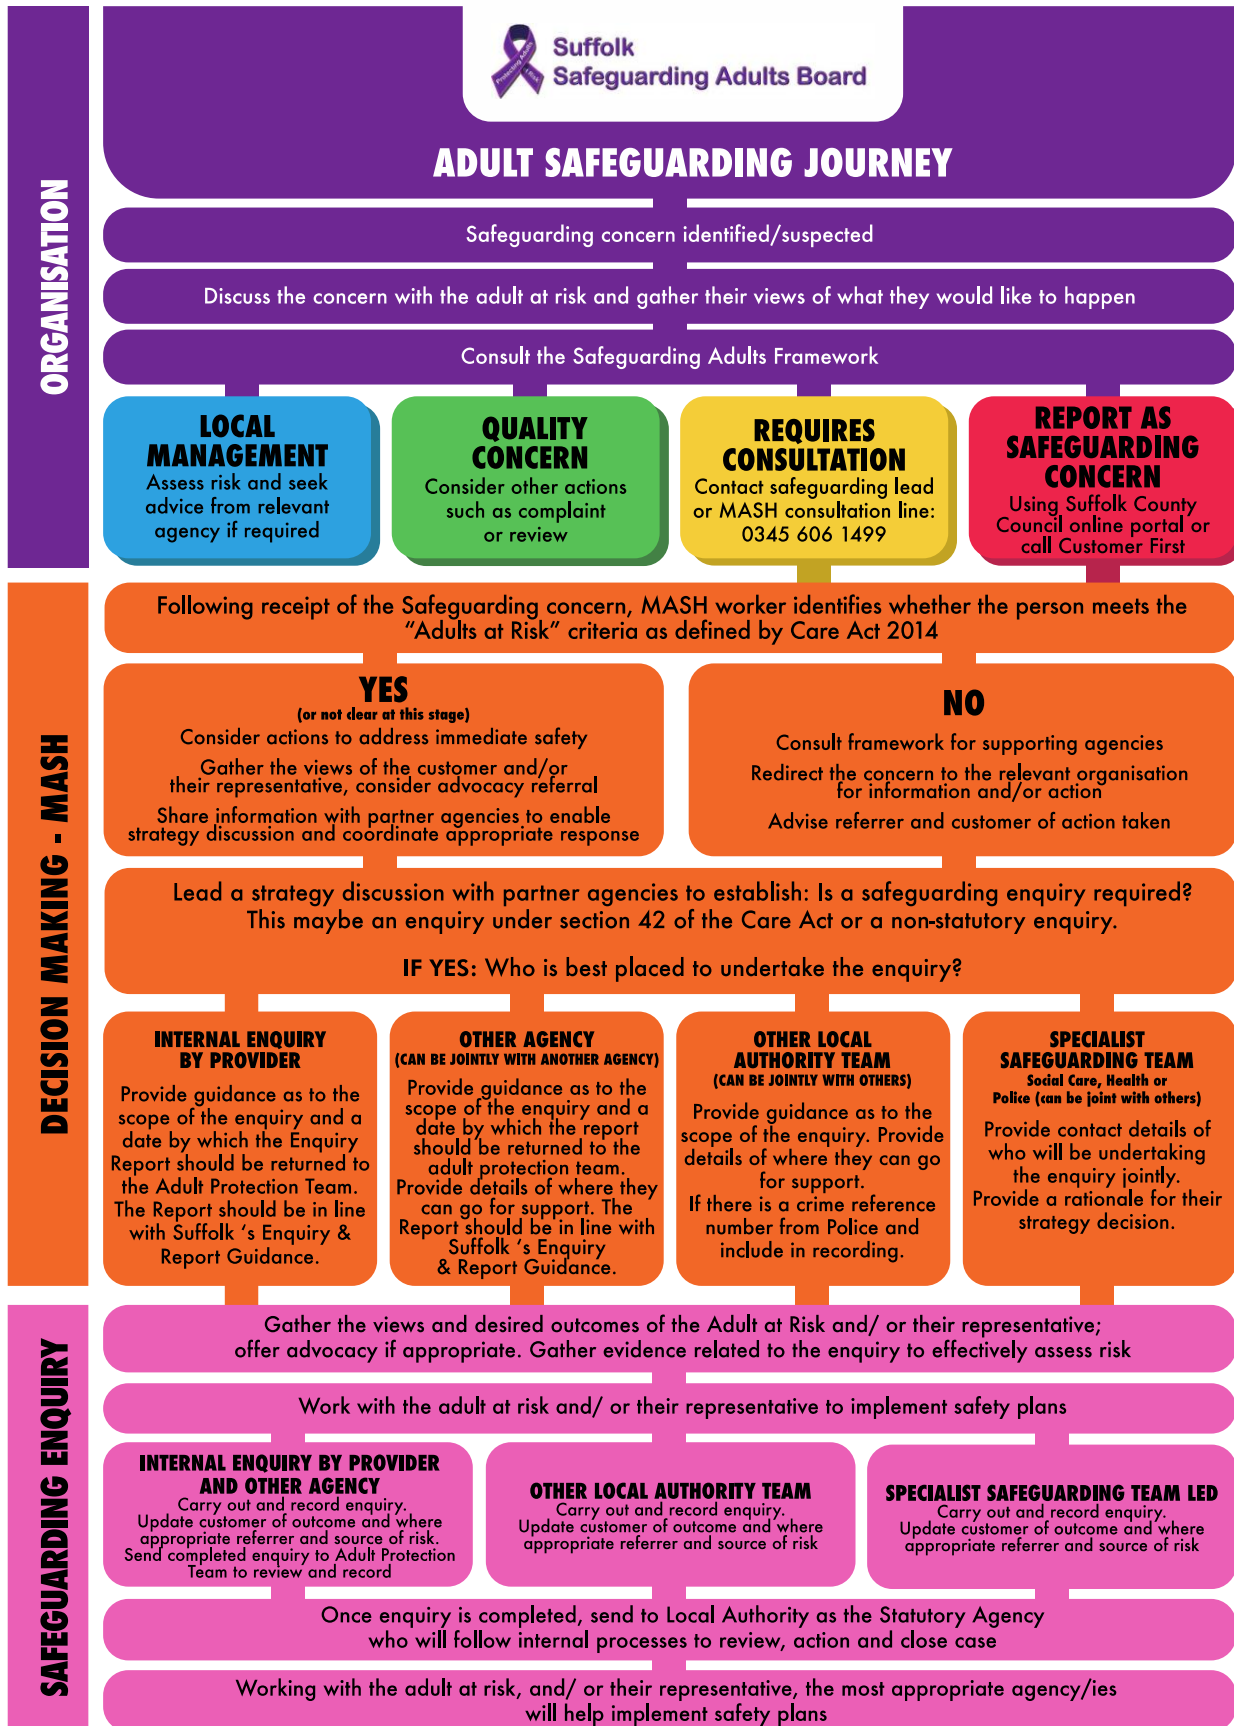 Suffolk
Safeguarding Adults Board
Protecting Adults
Risk
ADULT SAFEGUARDING JOURNEY
ORGANISATION
Safeguarding concern identified/suspected
Discuss the concern with the adult at risk and gather their views of what they would like to happen
Consult the Safeguarding Adults Framework
LOCAL
MANAGEMENT
Assess risk and seek
advice from relevant
agency if required
QUALITY
CONCERN
Consider other actions
such as complaint
or review
REQUIRES
CONSULTATION
Contact safeguarding lead
or MASH consultation line:
0345 606 1499
REPORT AS
SAFEGUARDING
CONCERN
Using Suffolk County
Council online portal or
call Customer First
DECISION MAKING - MASH
Following receipt of the Safeguarding concern, MASH worker identifies whether the person meets the
“Adults at Risk” criteria as defined by Care Act 2014
YES
(or not clear at this stage)
Consider actions to address immediate safety
Gather the views of the customer and/or
their representative, consider advocacy referral
Share information with partner agencies to enable
strategy discussion and coordinate appropriate response
NO
Consult framework for supporting agencies
Redirect the concern to the relevant organisation
for information and/or action
Advise referrer and customer of action taken
Lead a strategy discussion with partner agencies to establish: Is a safeguarding enquiry required?
This maybe an enquiry under section 42 of the Care Act or a non-statutory enquiry.
IF YES: Who is best placed to undertake the enquiry?
INTERNAL ENQUIRY
BY PROVIDER
Provide guidance as to the
scope of the enquiry and a
date by which the Enquiry
Report should be returned to
the Adult Protection Team.
The Report should be in line
with Suffolk ‘s Enquiry &
Report Guidance.
OTHER AGENCY
(CAN BE JOINTLY WITH ANOTHER AGENCY)
Provide guidance as to the
scope of the enquiry and a
date by which the report
should be returned to the
adult protection team.
Provide details of where they
can go for support. The
Report should be in line with
Suffolk ‘s Enquiry
& Report Guidance.
OTHER LOCAL
AUTHORITY TEAM
(CAN BE JOINTLY WITH OTHERS)
Provide guidance as to the
scope of the enquiry. Provide
details of where they can go
for support.
If there is a crime reference
number from Police and
include in recording.
SPECIALIST
SAFEGUARDING TEAM
Social Care, Health or
Police (can be joint with others)
Provide contact details of
who will be undertaking
the enquiry jointly.
Provide a rationale for their
strategy decision.
SAFEGUARDING ENQUIRY
Gather the views and desired outcomes of the Adult at Risk and/ or their representative;
offer advocacy if appropriate. Gather evidence related to the enquiry to effectively assess risk
Work with the adult at risk and/ or their representative to implement safety plans
INTERNAL ENQUIRY BY PROVIDER
AND OTHER AGENCY
Carry out and record enquiry.
Update customer of outcome and where
appropriate referrer and source of risk.
Send completed enquiry to Adult Protection
Team to review and record
OTHER LOCAL AUTHORITY TEAM
Carry out and record enquiry.
Update customer of outcome and where
appropriate referrer and source of risk
SPECIALIST SAFEGUARDING TEAM LED
Carry out and record enquiry.
Update customer of outcome and where
appropriate referrer and source of risk
Once enquiry is completed, send to Local Authority as the Statutory Agency
who will follow internal processes to review, action and close case
Working with the adult at risk, and/ or their representative, the most appropriate agency/ies
will help implement safety plans